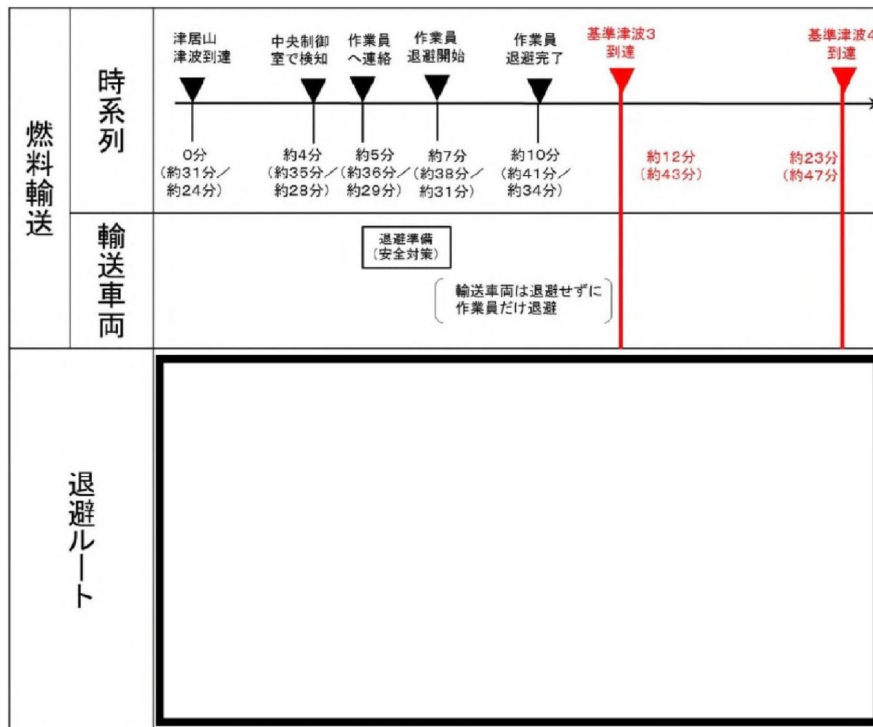 燃料輸送
時系列
津居山
津波到達
中央制御
室で検知
作業員
へ連絡
作業員
退避開始
作業員
退避完了
基準津波3
到達
基準津波4
到達
0分
(約31分/
約24分)
約4分
(約35分/
約28分)
約5分
(約36分/
約29分)
約7分
(約38分/
約31分)
約10分
(約41分/
約34分)
約12分
(約43分)
約23分
(約47分
輸送車両
退避準備
(安全対策)
輸送車両は退避せずに
作業員だけ退避
退避ルート